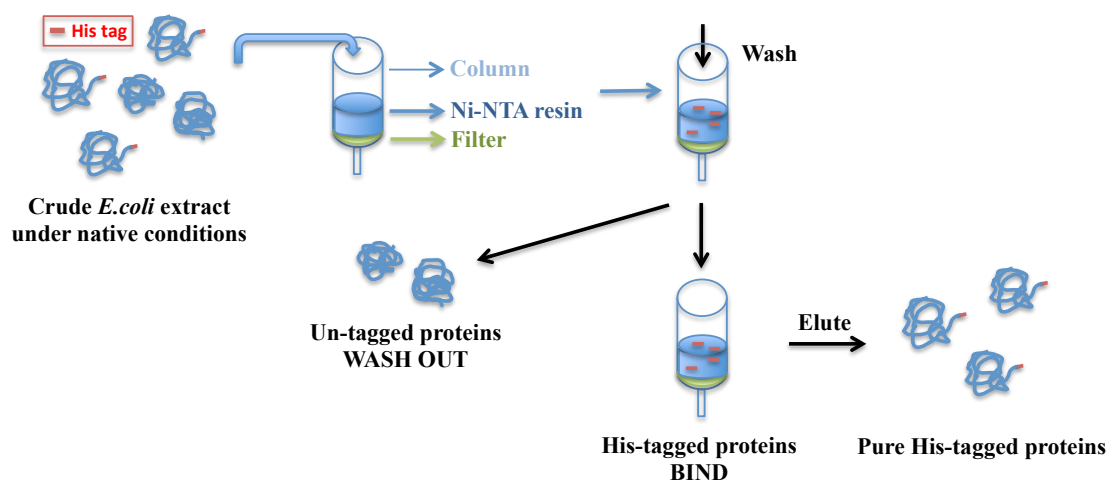 His tag
Column
Ni-NTA resin
Filter
Wash
Crude E.coli extract
under native conditions
Un-tagged proteins
WASH OUT
Elute
His-tagged proteins
BIND
Pure His-tagged proteins